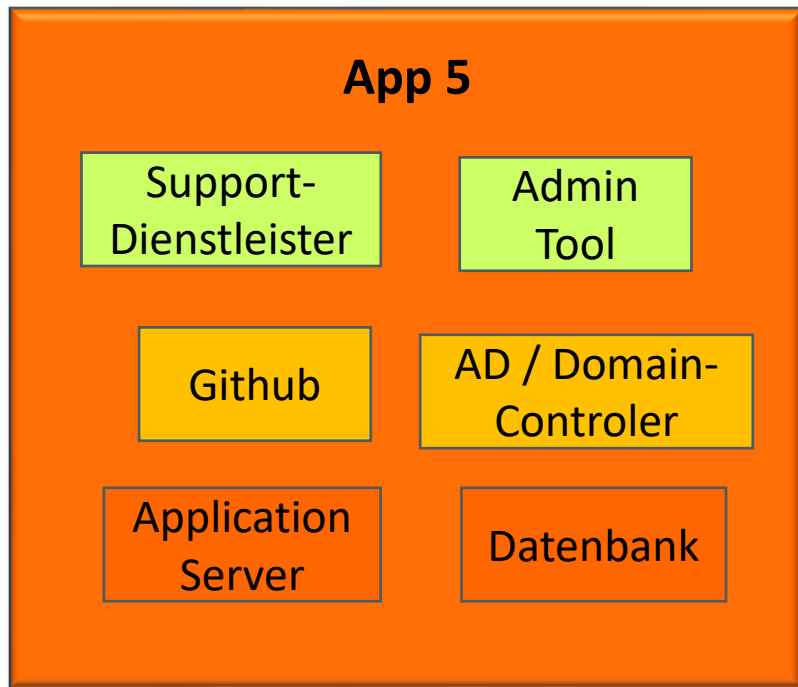 App 5
Support-
Dienstleister
Admin
Tool
Github
AD / Domain-
Controler
Application
Server
Datenbank